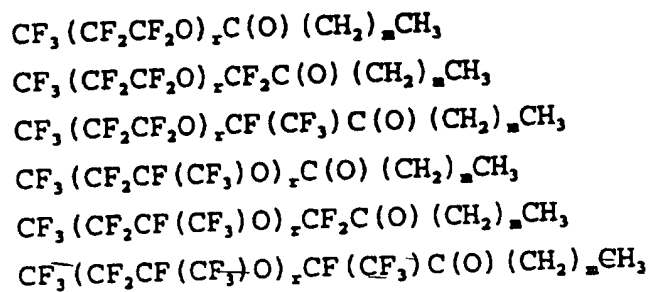 CF₃(CF₂CF₂O)ᵣC(O)(CH₂)ₘCH₃
CF₃(CF₂CF₂O)ᵣCF₂C(O)(CH₂)ₘCH₃
CF₃(CF₂CF₂O)ᵣCF(CF₃)C(O)(CH₂)ₘCH₃
CF₃(CF₂CF(CF₃)O)ᵣC(O)(CH₂)ₘCH₃
CF₃(CF₂CF(CF₃)O)ᵣCF₂C(O)(CH₂)ₘCH₃
CF₃(CF₂CF(CF₃)O)ᵣCF(CF₃)C(O)(CH₂)ₘCH₃